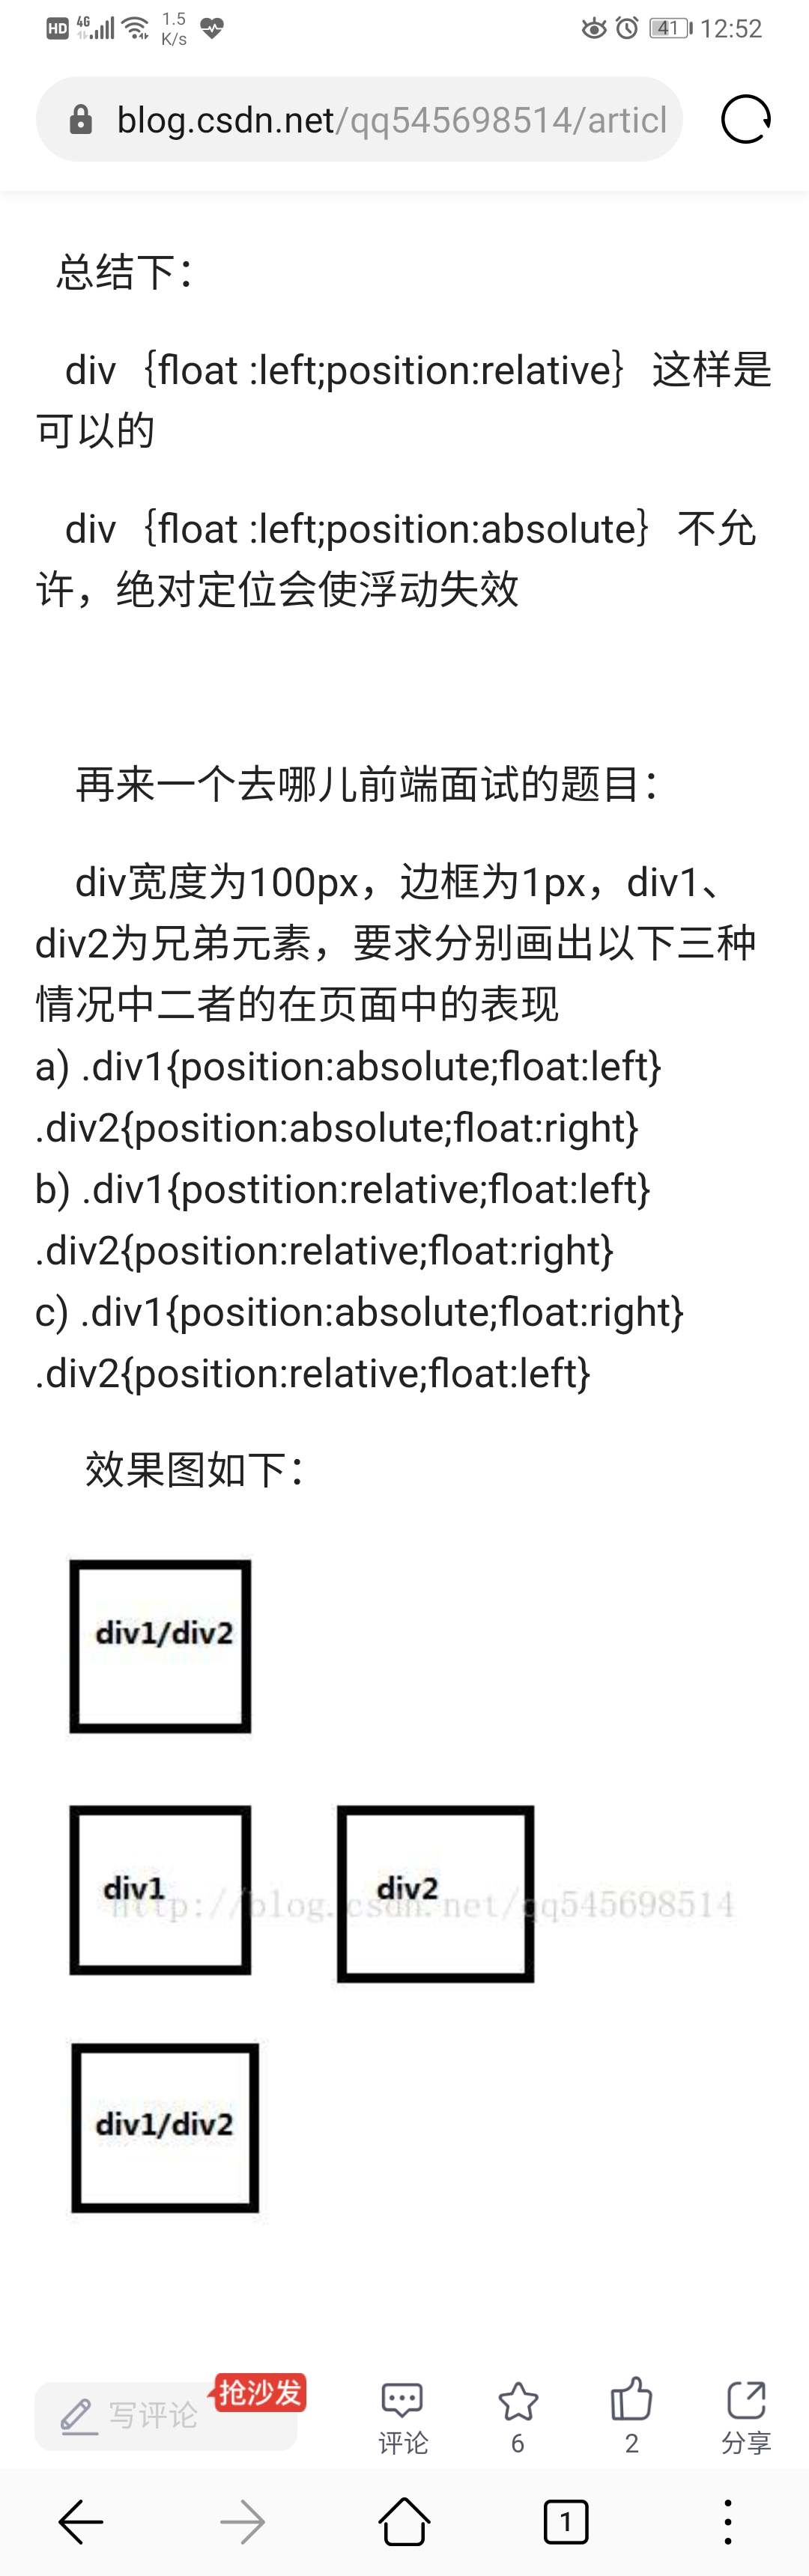 HD 4G 1.5 K/s 41 12:52
blog.csdn.net/qq545698514/articl
总结下：
div｛float :left;position:relative｝这样是
可以的
div｛float :left;position:absolute｝不允
许，绝对定位会使浮动失效
再来一个去哪儿前端面试的题目：
div宽度为100px，边框为1px，div1、
div2为兄弟元素，要求分别画出以下三种
情况中二者的在页面中的表现
a) .div1{position:absolute;float:left}
.div2{position:absolute;float:right}
b) .div1{postition:relative;float:left}
.div2{position:relative;float:right}
c) .div1{position:absolute;float:right}
.div2{position:relative;float:left}
效果图如下：
div1/div2
div1 div2
http://blog.csdn.net/qq545698514
div1/div2
抢沙发
写评论
评论 6 2 分享
1